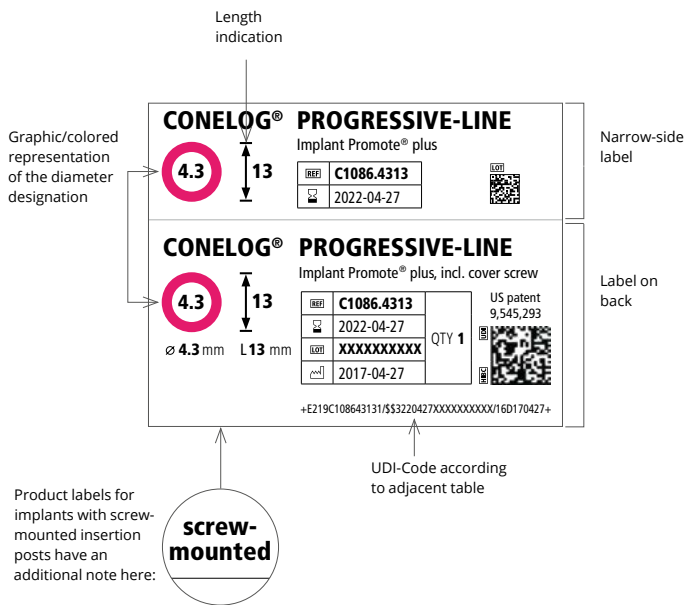 Length
indication
Graphic/colored
representation
of the diameter
designation
CONELOG® PROGRESSIVE-LINE
Implant Promote® plus
4.3
13
REF C1086.4313
2022-04-27
LOT
Narrow-side
label
CONELOG® PROGRESSIVE-LINE
Implant Promote® plus, incl. cover screw
4.3
13
ø 4.3 mm L 13 mm
REF C1086.4313
2022-04-27
LOT XXXXXXXXXX
2017-04-27
QTY 1
US patent
9,545,293
UDI
HIBC
+E219C108643131/$$3220427XXXXXXXXXX/16D170427+
Label on
back
UDI-Code according
to adjacent table
Product labels for
implants with screw-
mounted insertion
posts have an
additional note here:
screw-
mounted